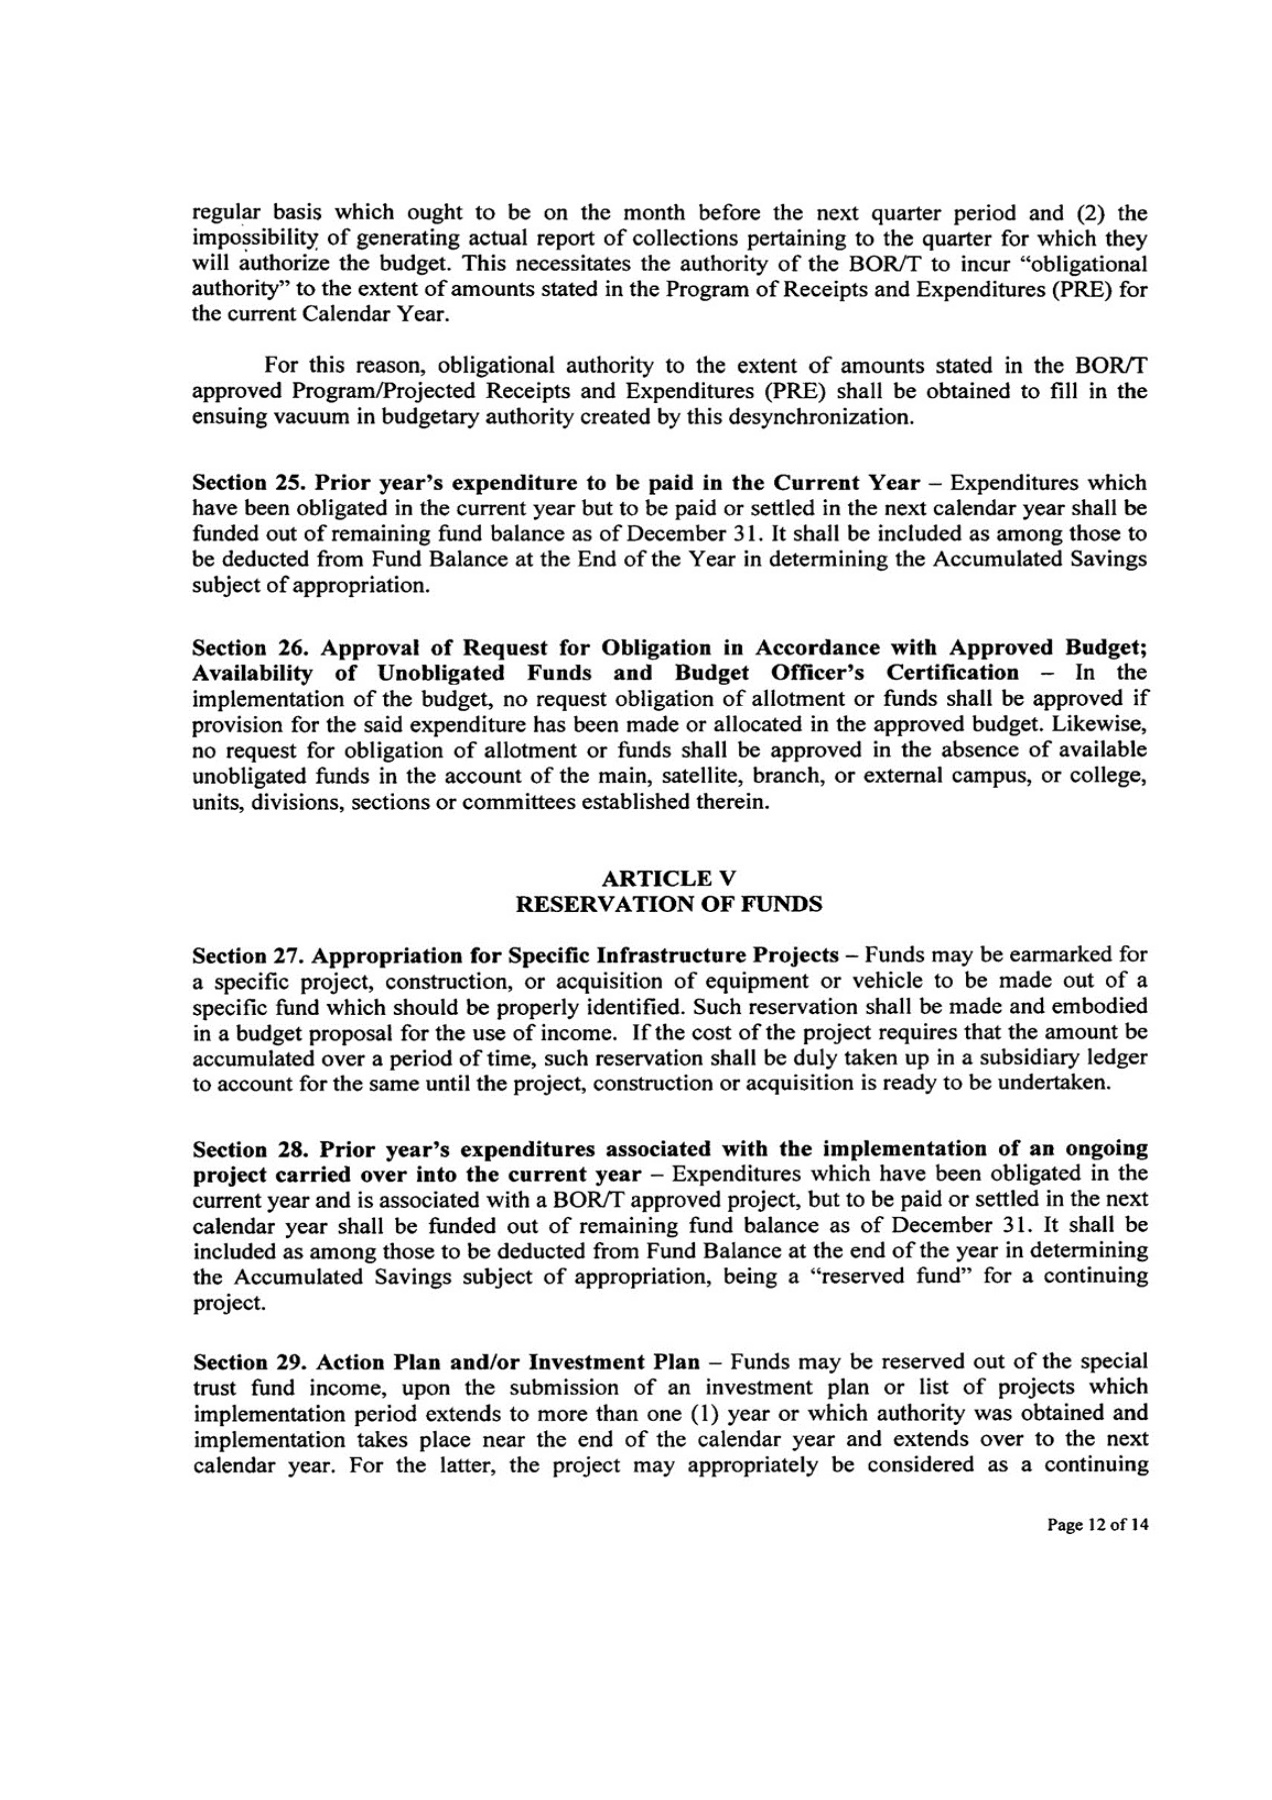 regular basis which ought to be on the month before the next quarter period and (2) the
impossibility of generating actual report of collections pertaining to the quarter for which they
will authorize the budget. This necessitates the authority of the BOR/T to incur “obligational
authority” to the extent of amounts stated in the Program of Receipts and Expenditures (PRE) for
the current Calendar Year.
For this reason, obligational authority to the extent of amounts stated in the BOR/T
approved Program/Projected Receipts and Expenditures (PRE) shall be obtained to fill in the
ensuing vacuum in budgetary authority created by this desynchronization.
Section 25. Prior year’s expenditure to be paid in the Current Year – Expenditures which
have been obligated in the current year but to be paid or settled in the next calendar year shall be
funded out of remaining fund balance as of December 31. It shall be included as among those to
be deducted from Fund Balance at the End of the Year in determining the Accumulated Savings
subject of appropriation.
Section 26. Approval of Request for Obligation in Accordance with Approved Budget;
Availability of Unobligated Funds and Budget Officer’s Certification – In the
implementation of the budget, no request obligation of allotment or funds shall be approved if
provision for the said expenditure has been made or allocated in the approved budget. Likewise,
no request for obligation of allotment or funds shall be approved in the absence of available
unobligated funds in the account of the main, satellite, branch, or external campus, or college,
units, divisions, sections or committees established therein.
ARTICLE V
RESERVATION OF FUNDS
Section 27. Appropriation for Specific Infrastructure Projects – Funds may be earmarked for
a specific project, construction, or acquisition of equipment or vehicle to be made out of a
specific fund which should be properly identified. Such reservation shall be made and embodied
in a budget proposal for the use of income. If the cost of the project requires that the amount be
accumulated over a period of time, such reservation shall be duly taken up in a subsidiary ledger
to account for the same until the project, construction or acquisition is ready to be undertaken.
Section 28. Prior year’s expenditures associated with the implementation of an ongoing
project carried over into the current year – Expenditures which have been obligated in the
current year and is associated with a BOR/T approved project, but to be paid or settled in the next
calendar year shall be funded out of remaining fund balance as of December 31. It shall be
included as among those to be deducted from Fund Balance at the end of the year in determining
the Accumulated Savings subject of appropriation, being a “reserved fund” for a continuing
project.
Section 29. Action Plan and/or Investment Plan – Funds may be reserved out of the special
trust fund income, upon the submission of an investment plan or list of projects which
implementation period extends to more than one (1) year or which authority was obtained and
implementation takes place near the end of the calendar year and extends over to the next
calendar year. For the latter, the project may appropriately be considered as a continuing
Page 12 of 14